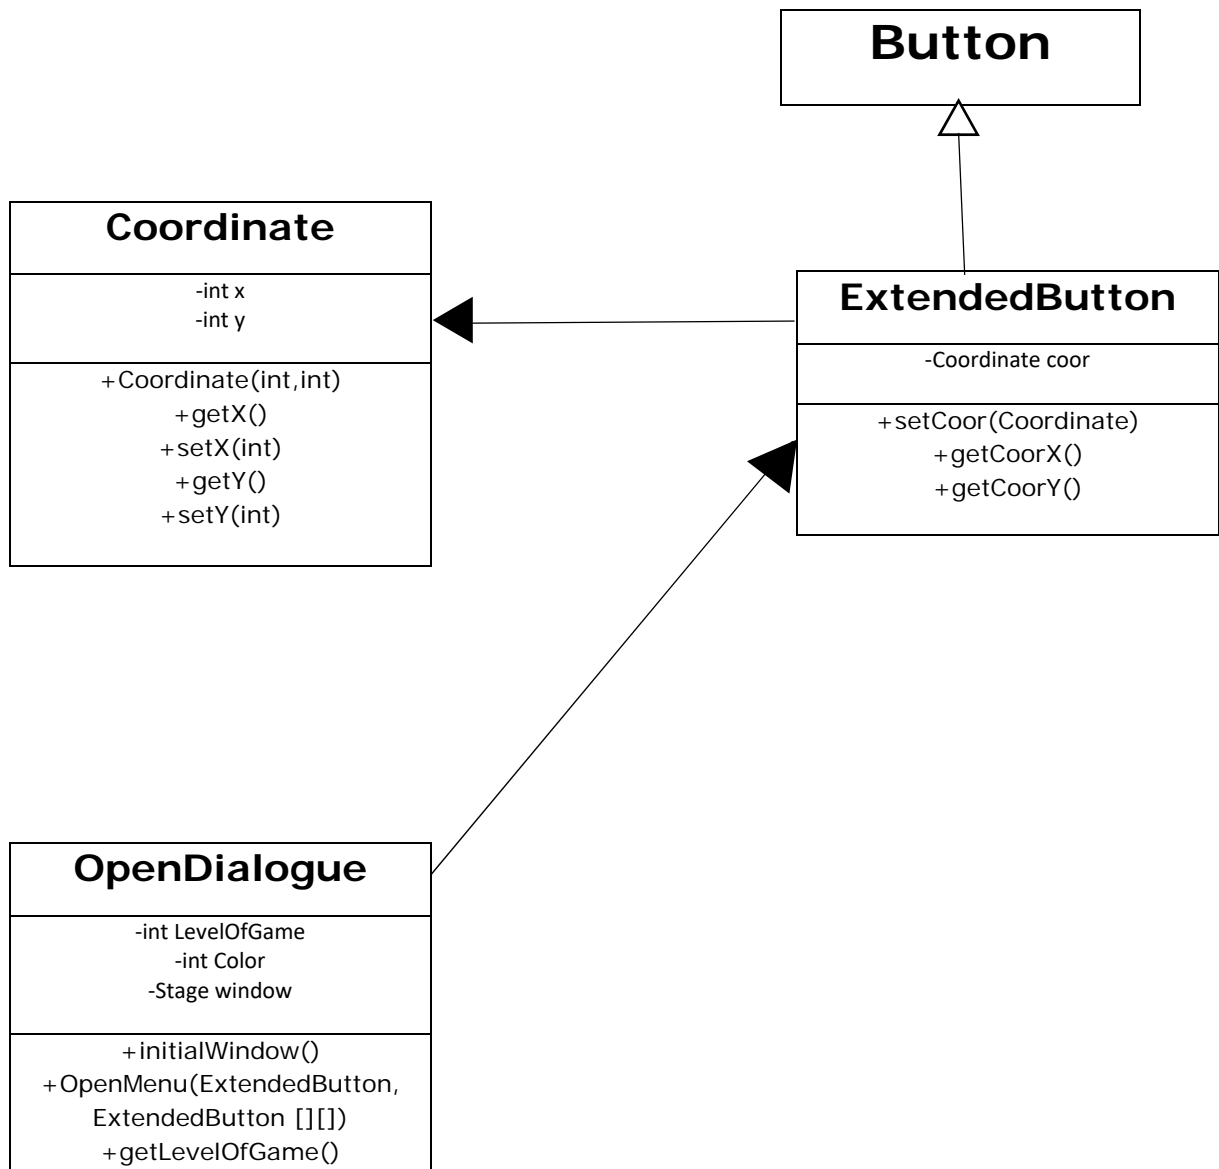 Button
Coordinate
-int x
-int y
+Coordinate(int,int)
+getX()
+setX(int)
+getY()
+setY(int)
ExtendedButton
-Coordinate coor
+setCoor(Coordinate)
+getCoorX()
+getCoorY()
OpenDialogue
-int LevelOfGame
-int Color
-Stage window
+initialWindow()
+OpenMenu(ExtendedButton,
ExtendedButton [][])
+getLevelOfGame()